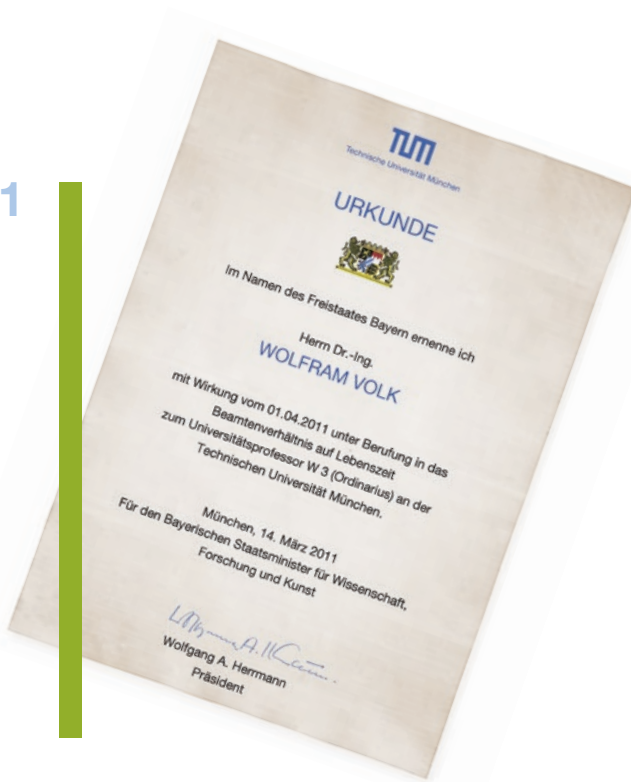 1
TUM
Technische Universität München
URKUNDE
Im Namen des Freistaates Bayern ernenne ich
Herrn Dr.-Ing.
WOLFRAM VOLK
mit Wirkung vom 01.04.2011 unter Berufung in das
Beamtenverhältnis auf Lebenszeit
zum Universitätsprofessor W 3 (Ordinarius) an der
Technischen Universität München.
München, 14. März 2011
Für den Bayerischen Staatsminister für Wissenschaft,
Forschung und Kunst
Wolfgang A. Herrmann
Präsident